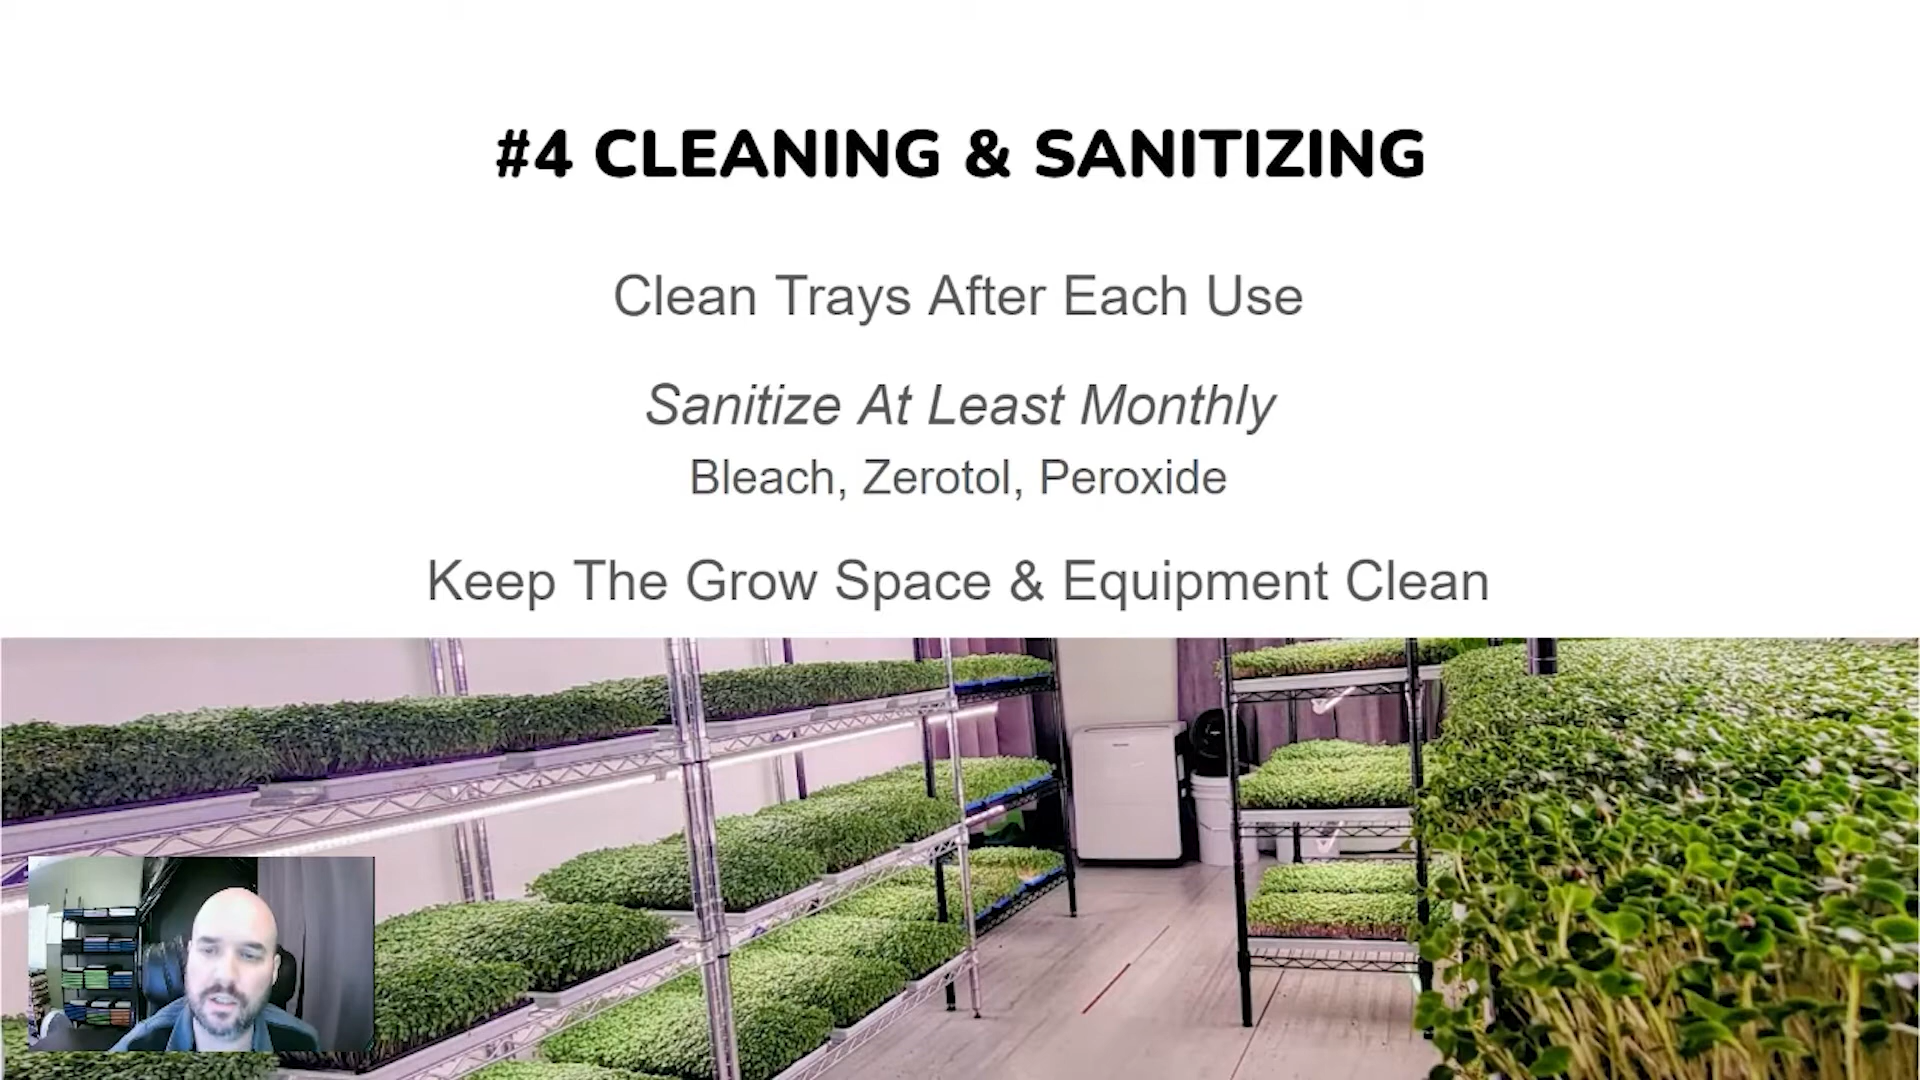 #4 CLEANING & SANITIZING
Clean Trays After Each Use
Sanitize At Least Monthly
Bleach, Zerotol, Peroxide
Keep The Grow Space & Equipment Clean